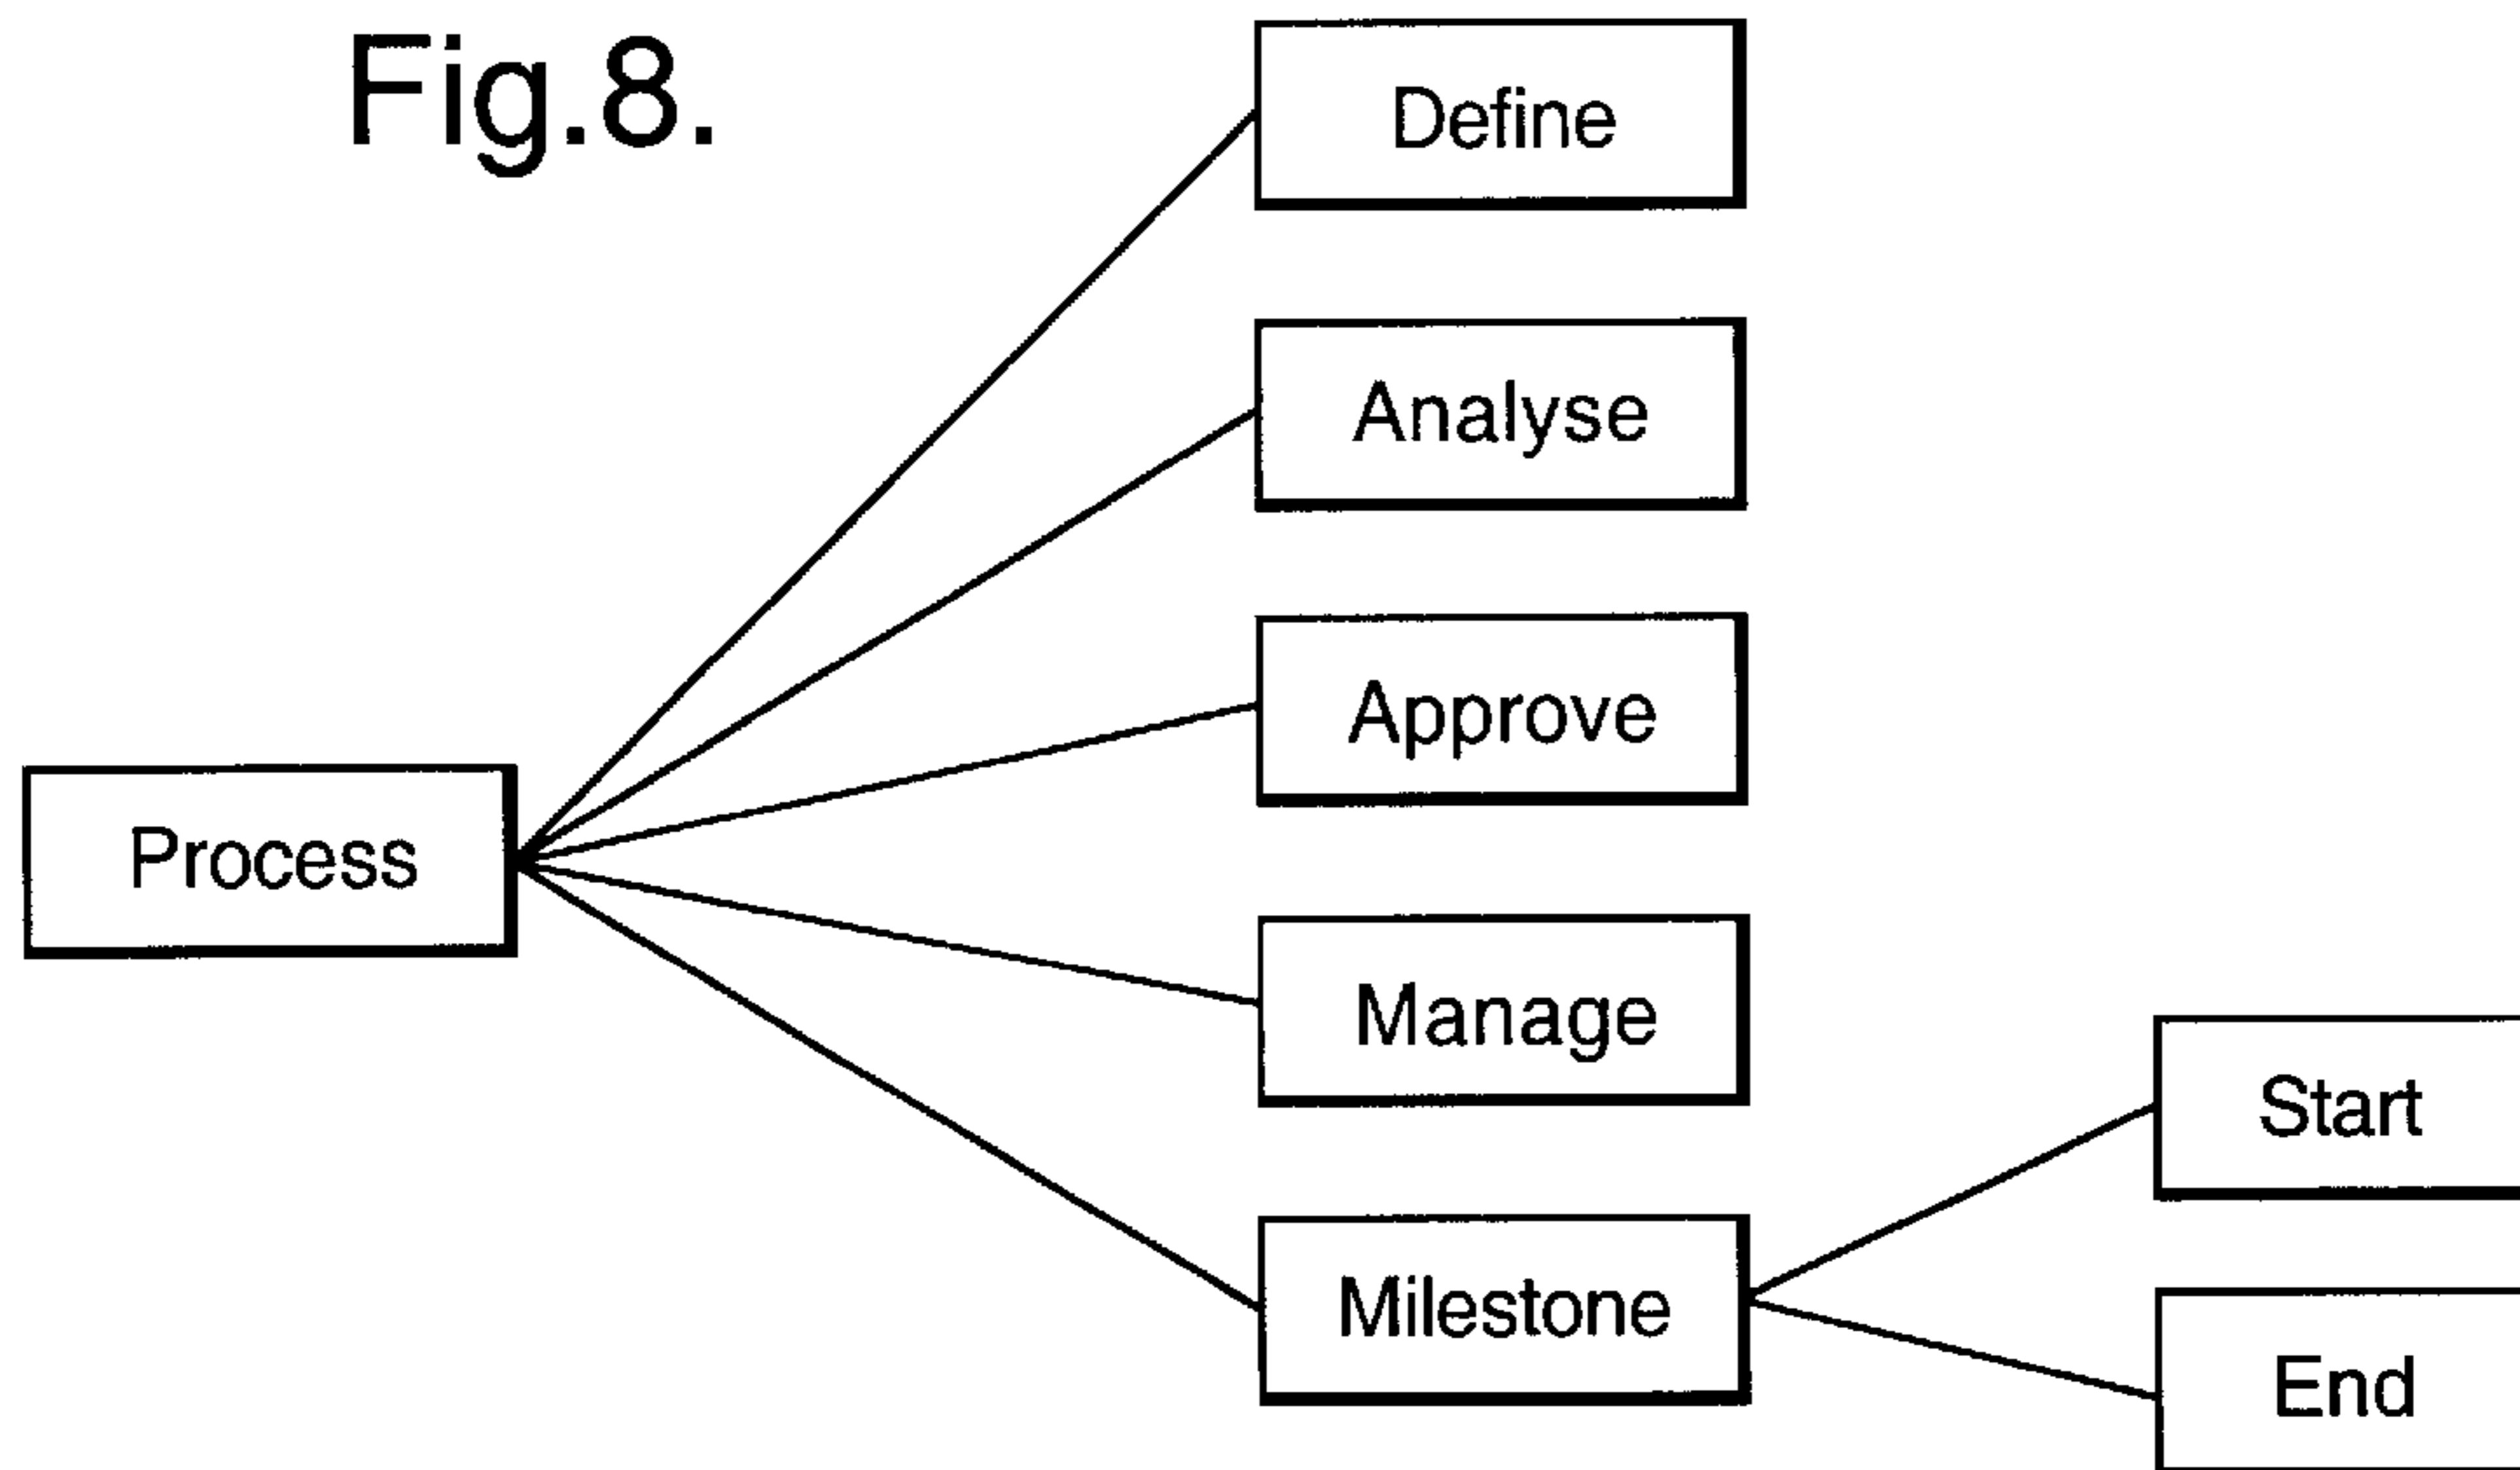 Fig.8.
Define
Analyse
Approve
Process
Manage
Start
Milestone
End